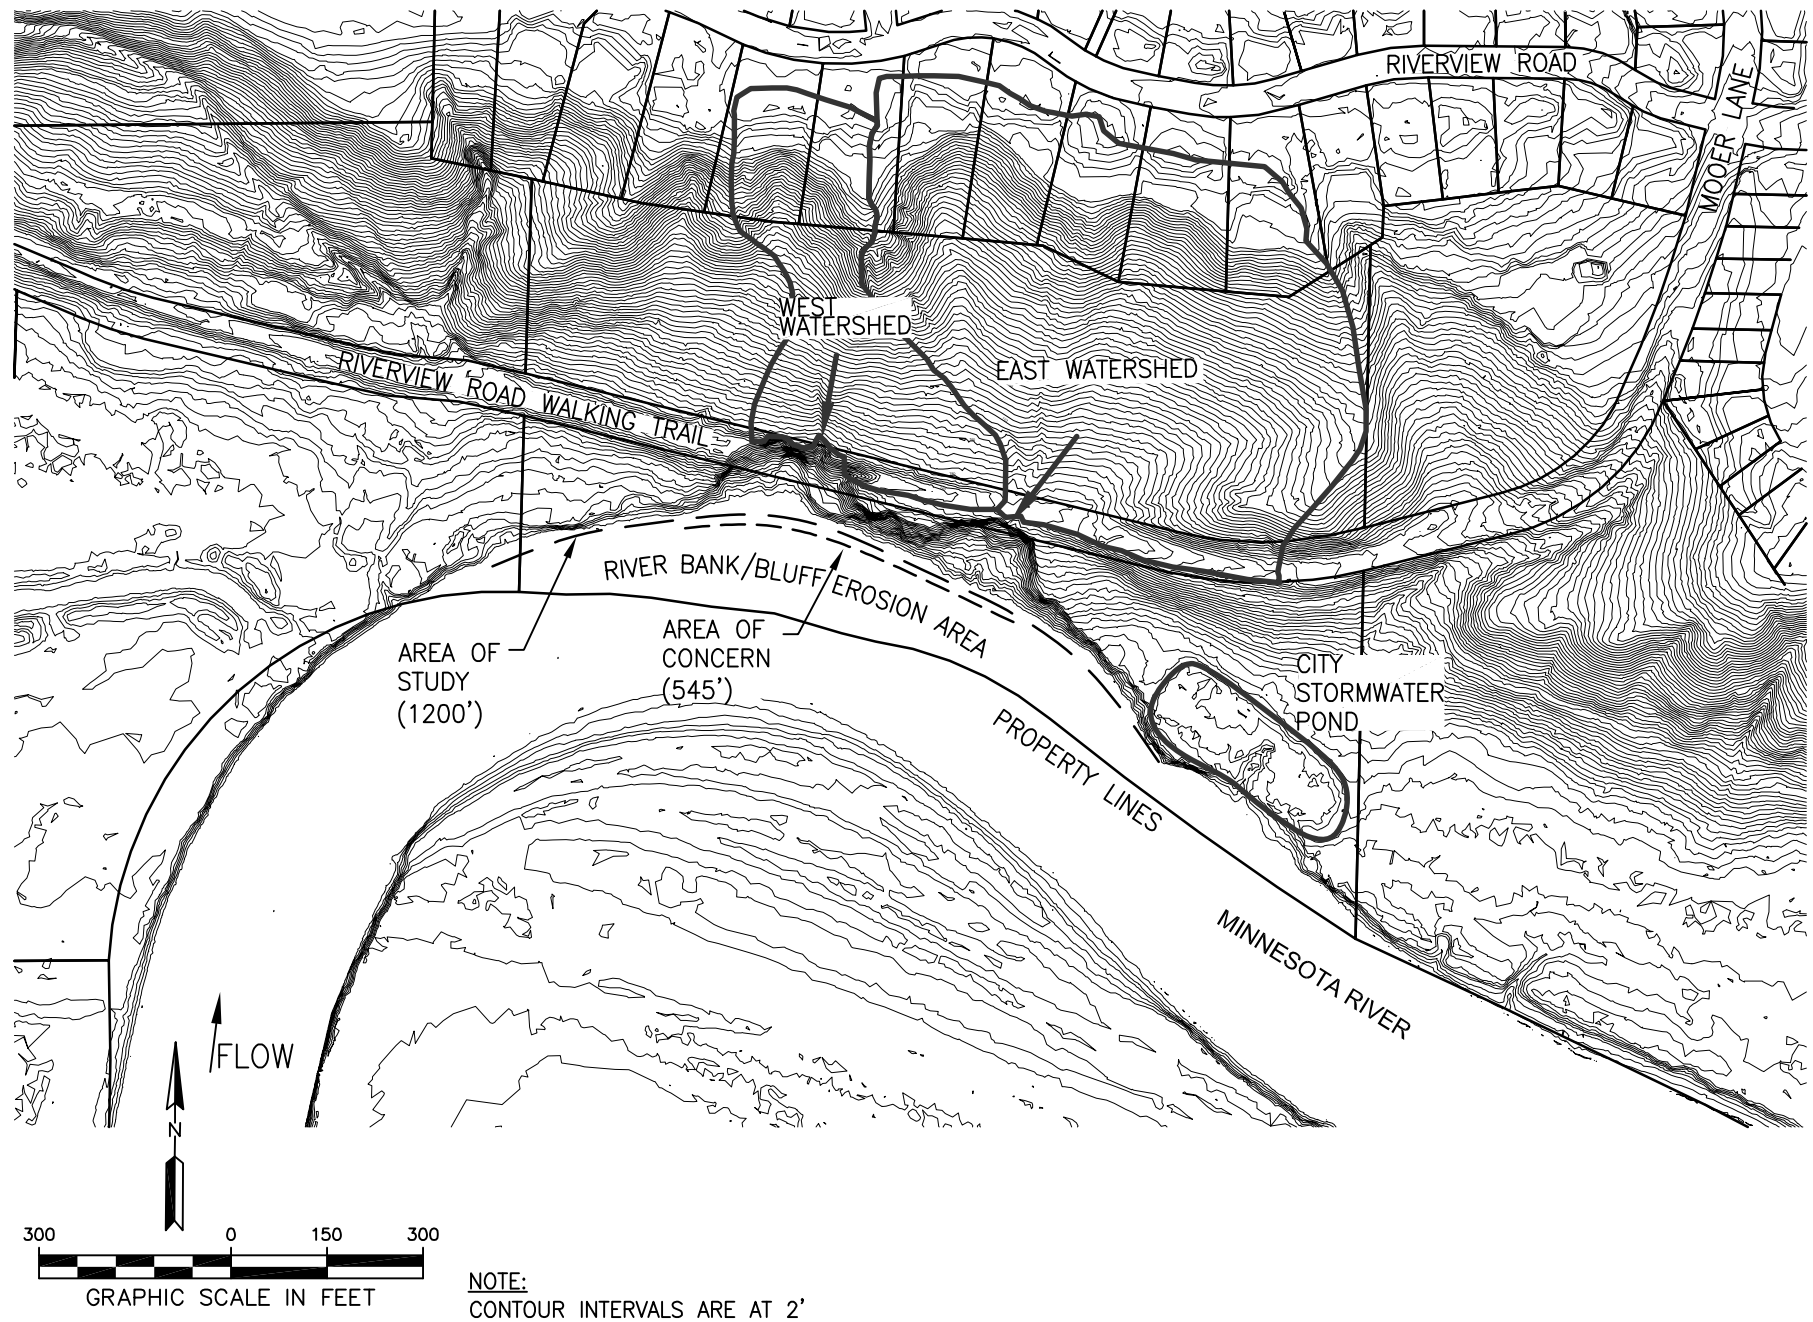 RIVERVIEW ROAD
MOOER LANE
WEST
WATERSHED
EAST WATERSHED
RIVERVIEW ROAD WALKING TRAIL
RIVER BANK/BLUFF EROSION AREA
AREA OF
STUDY
(1200')
AREA OF
CONCERN
(545')
CITY
STORMWATER
POND
PROPERTY LINES
MINNESOTA RIVER
FLOW
N
300 0 150 300
GRAPHIC SCALE IN FEET
NOTE:
CONTOUR INTERVALS ARE AT 2'